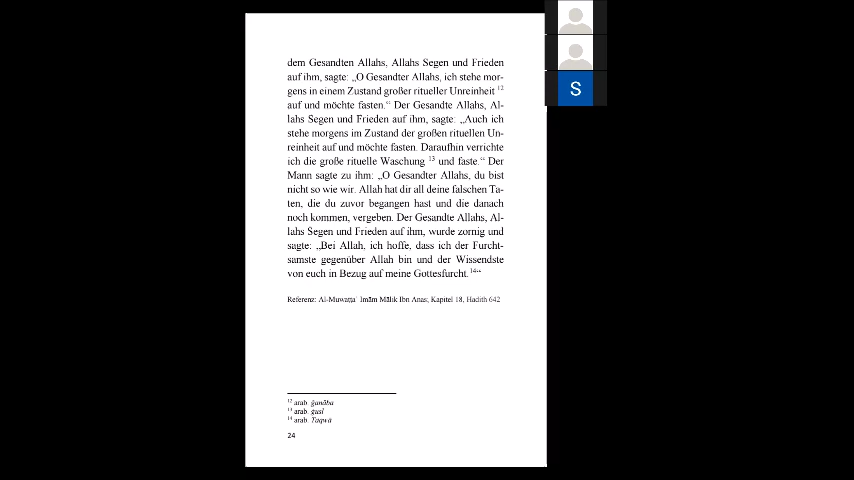 dem Gesandten Allahs, Allahs Segen und Frieden
auf ihm, sagte: „O Gesandter Allahs, ich stehe mor-
gens in einem Zustand großer ritueller Unreinheit ¹²
auf und möchte fasten.“ Der Gesandte Allahs, Al-
lahs Segen und Frieden auf ihm, sagte: „Auch ich
stehe morgens im Zustand der großen rituellen Un-
reinheit auf und möchte fasten. Daraufhin verrichte
ich die große rituelle Waschung ¹³ und faste.“ Der
Mann sagte zu ihm: „O Gesandter Allahs, du bist
nicht so wie wir. Allah hat dir all deine falschen Ta-
ten, die du zuvor begangen hast und die danach
noch kommen, vergeben. Der Gesandte Allahs, Al-
lahs Segen und Frieden auf ihm, wurde zornig und
sagte: „Bei Allah, ich hoffe, dass ich der Furcht-
samste gegenüber Allah bin und der Wissendste
von euch in Bezug auf meine Gottesfurcht.¹⁴“
Referenz: Al-Muwaṭṭaʾ Imām Mālik Ibn Anas, Kapitel 18, Hadith 642
¹² arab. ǧanāba
¹³ arab. ġusl
¹⁴ arab. Taqwā
24
S